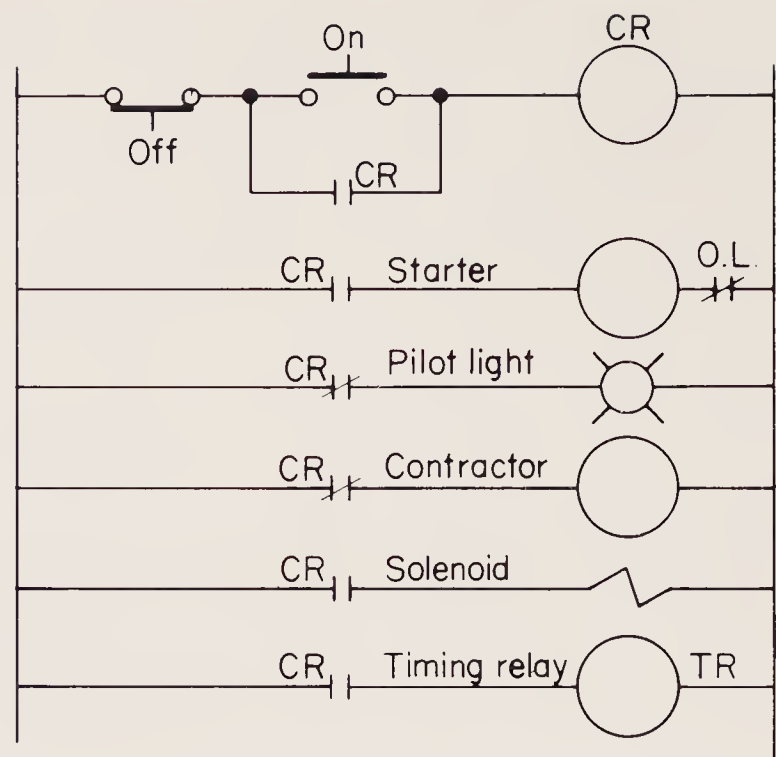 On
CR
Off
CR
CR Starter O.L.
CR Pilot light
CR Contractor
CR Solenoid
CR Timing relay TR